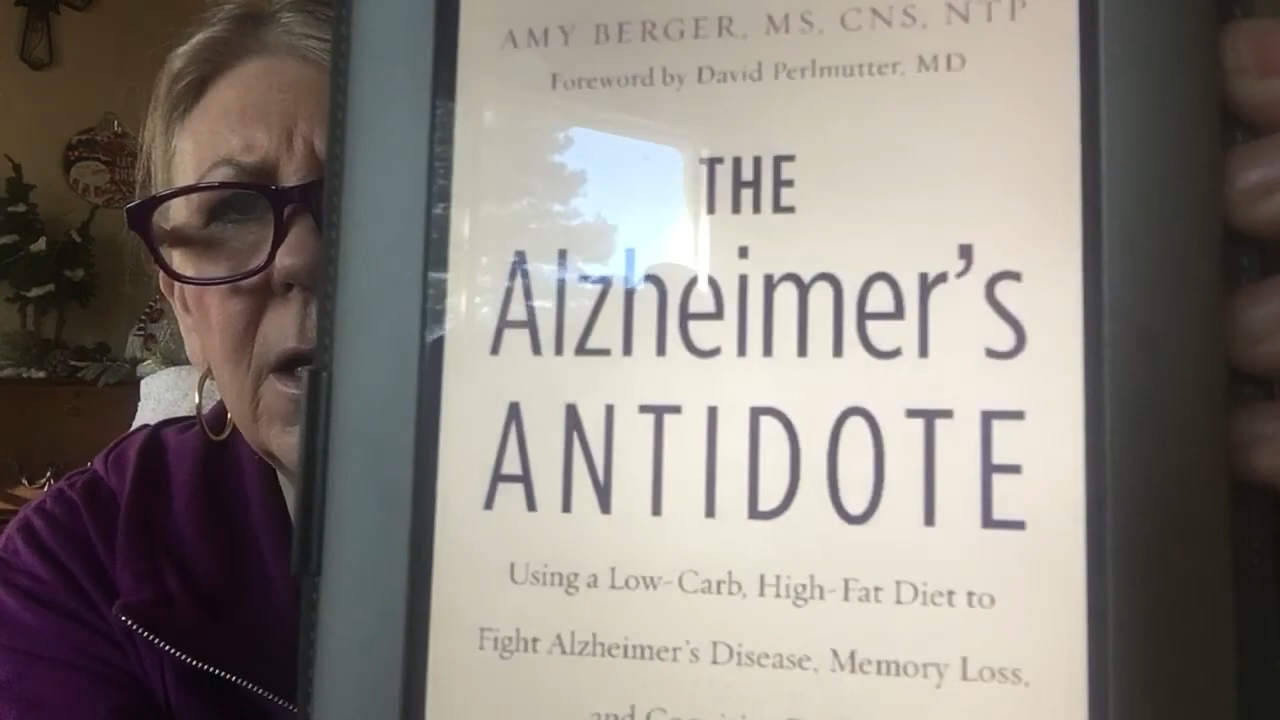 AMY BERGER, MS, CNS, NTP
Foreword by David Perlmutter, MD
THE
Alzheimer's
ANTIDOTE
Using a Low-Carb, High-Fat Diet to
Fight Alzheimer's Disease, Memory Loss,
and